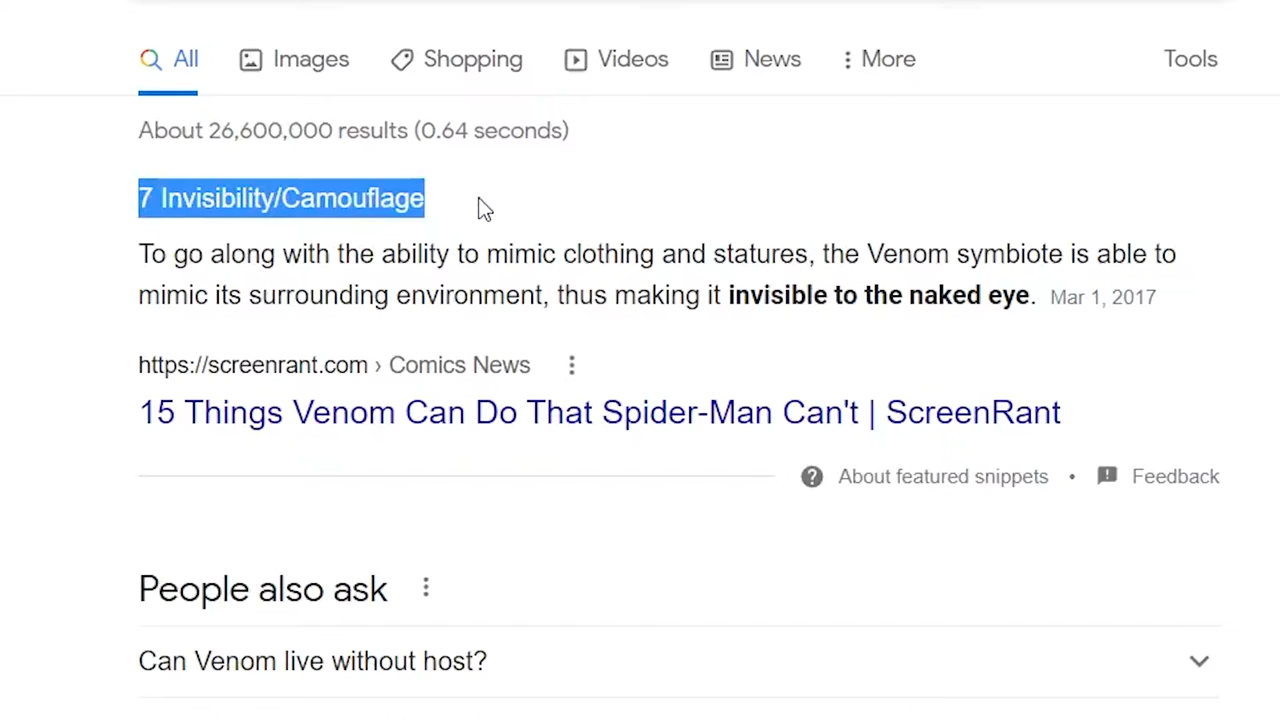 All Images Shopping Videos News More Tools
About 26,600,000 results (0.64 seconds)
7 Invisibility/Camouflage
To go along with the ability to mimic clothing and statures, the Venom symbiote is able to
mimic its surrounding environment, thus making it invisible to the naked eye. Mar 1, 2017
https://screenrant.com › Comics News
15 Things Venom Can Do That Spider-Man Can't | ScreenRant
About featured snippets • Feedback
People also ask
Can Venom live without host?